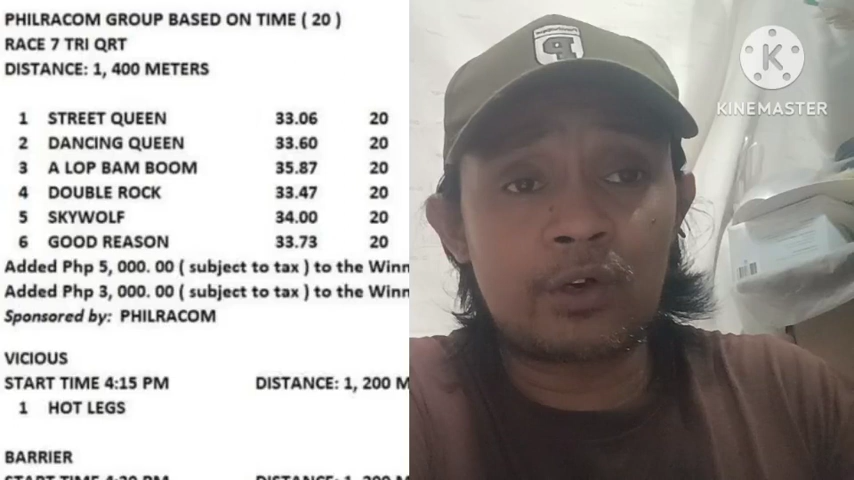 PHILRACOM GROUP BASED ON TIME ( 20 )
RACE 7 TRI QRT
DISTANCE: 1, 400 METERS
1 STREET QUEEN 33.06 20
2 DANCING QUEEN 33.60 20
3 A LOP BAM BOOM 35.87 20
4 DOUBLE ROCK 33.47 20
5 SKYWOLF 34.00 20
6 GOOD REASON 33.73 20
Added Php 5, 000. 00 ( subject to tax ) to the Winn
Added Php 3, 000. 00 ( subject to tax ) to the Winn
Sponsored by: PHILRACOM
VICIOUS
START TIME 4:15 PM DISTANCE: 1, 200 M
1 HOT LEGS
BARRIER
K
KINEMASTER